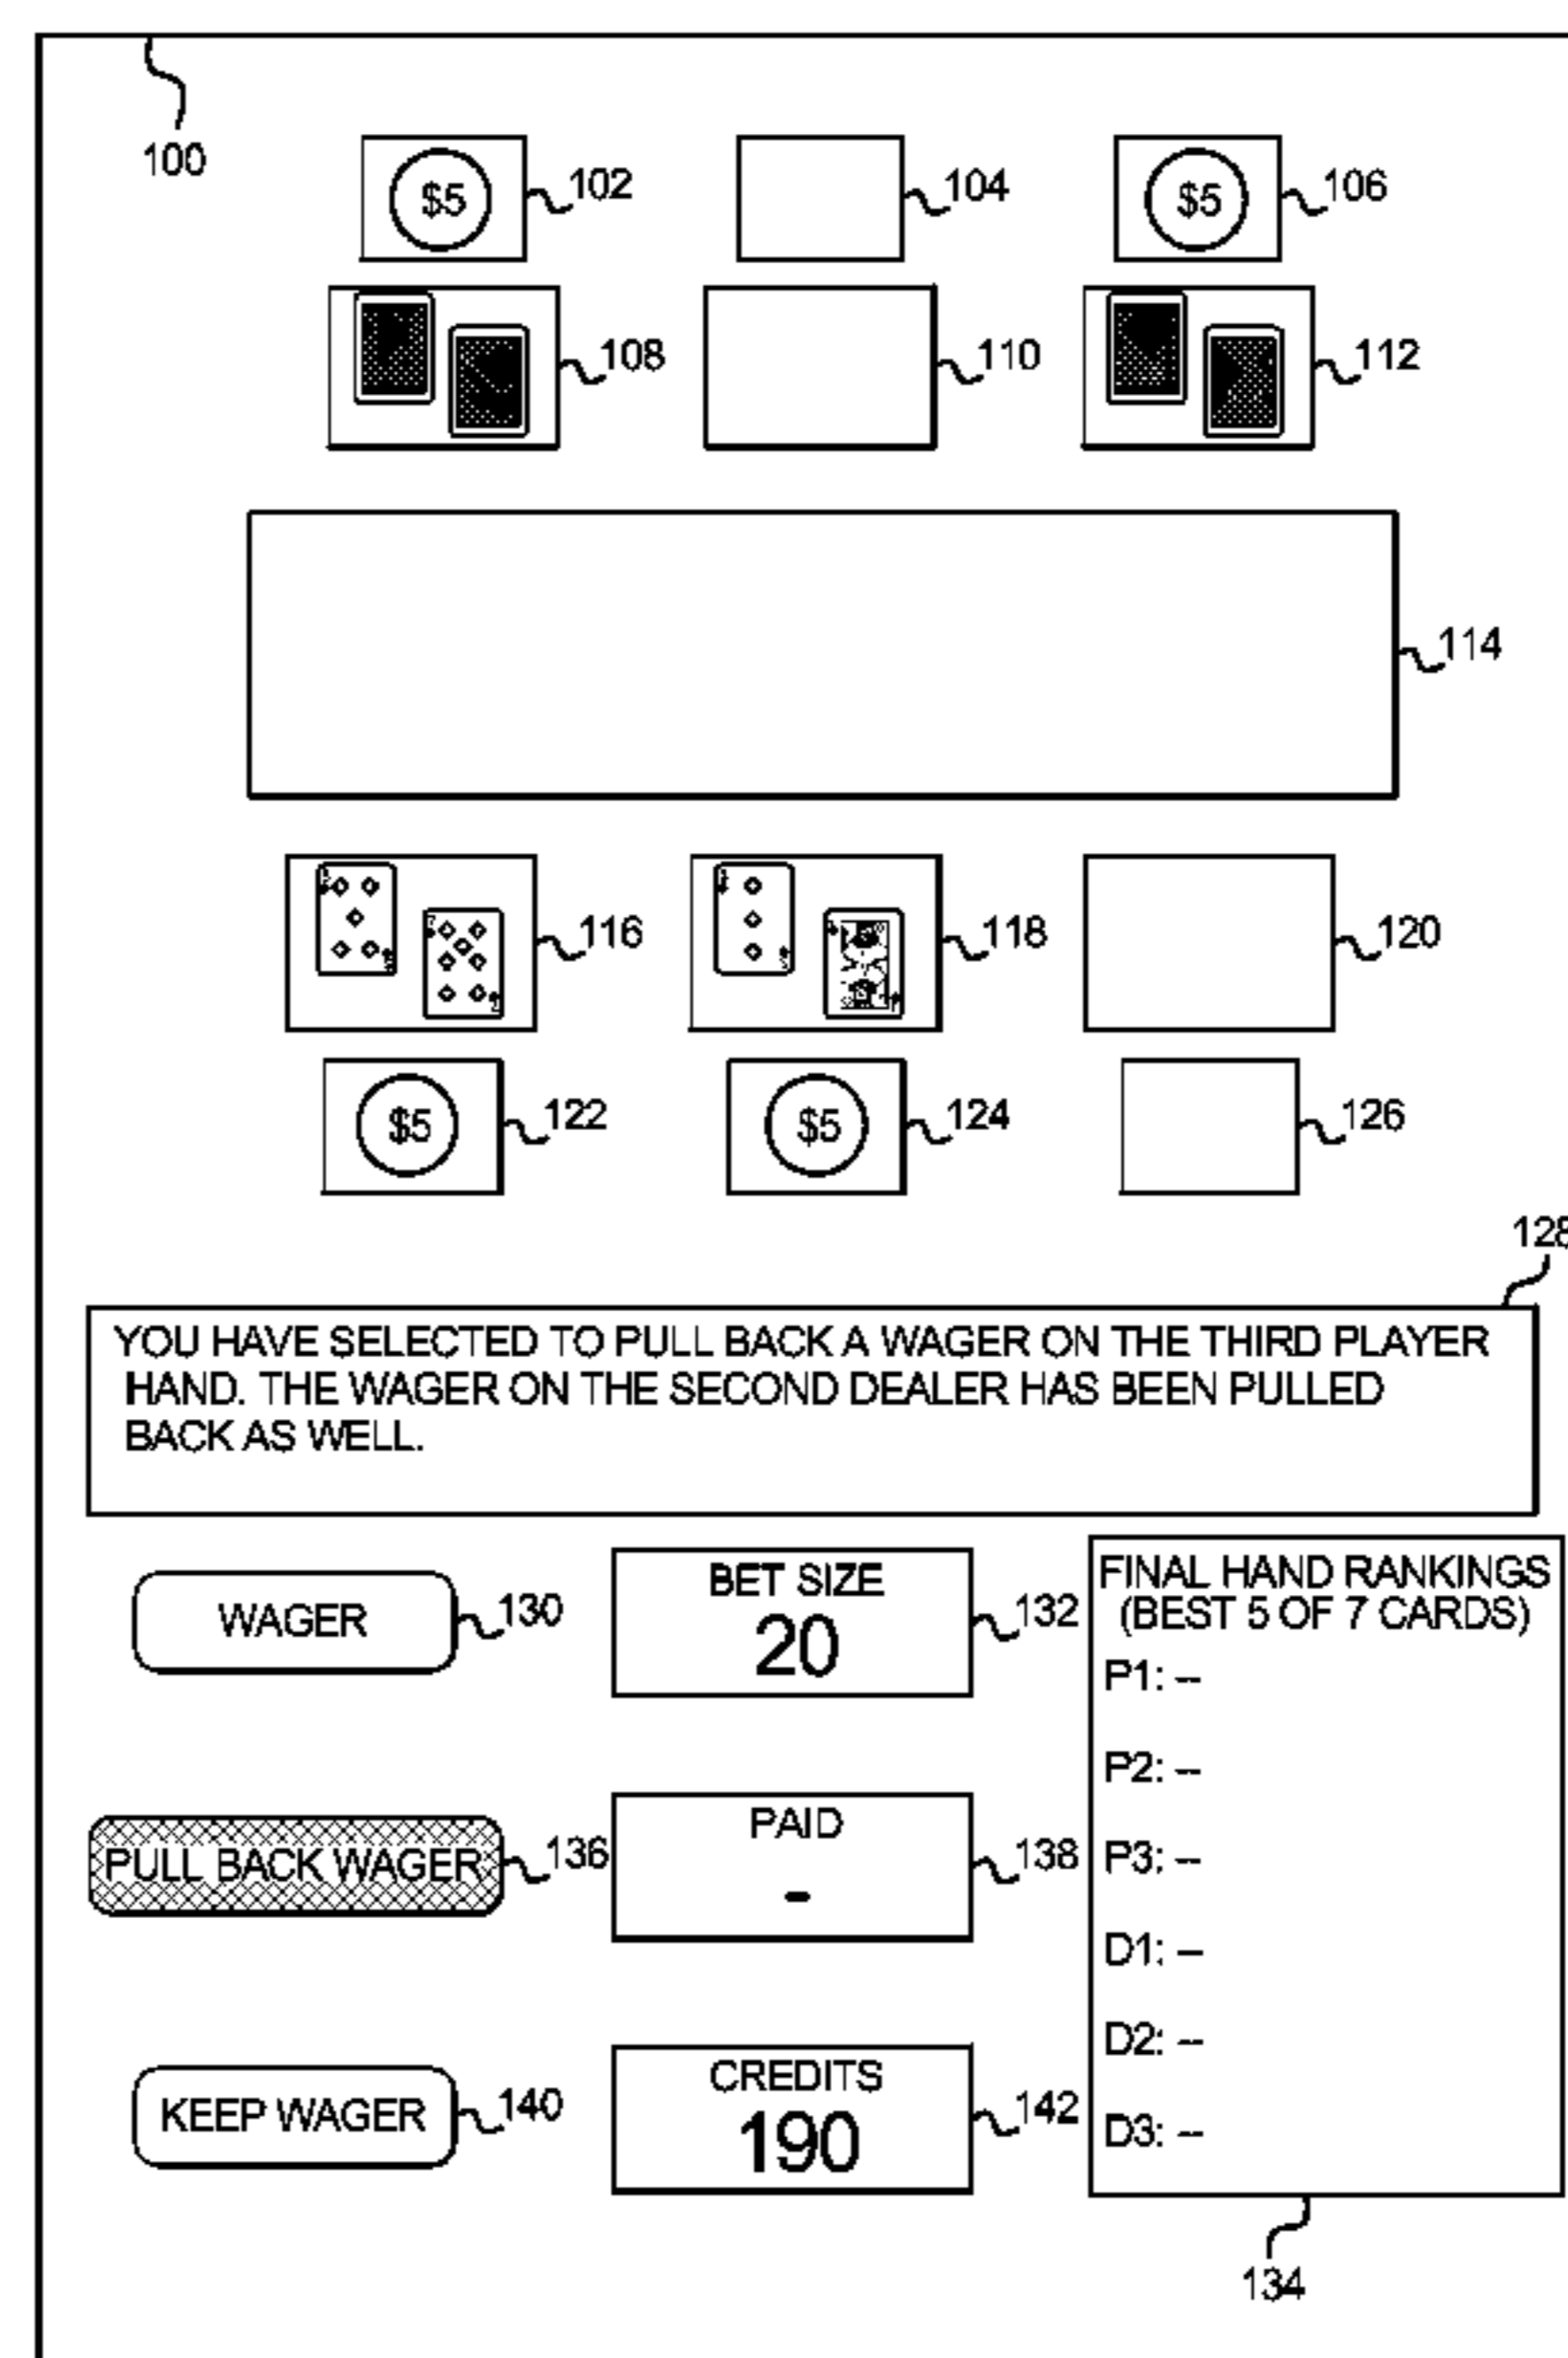 100
$5
102
104
$5
106
108
110
112
114
116
118
120
$5
122
$5
124
126
128
YOU HAVE SELECTED TO PULL BACK A WAGER ON THE THIRD PLAYER
HAND. THE WAGER ON THE SECOND DEALER HAS BEEN PULLED
BACK AS WELL.
WAGER
130
BET SIZE
20
132
FINAL HAND RANKINGS
(BEST 5 OF 7 CARDS)
P1: --
P2: --
P3: --
D1: --
D2: --
D3: --
134
PULL BACK WAGER
136
PAID
-
138
KEEP WAGER
140
CREDITS
190
142